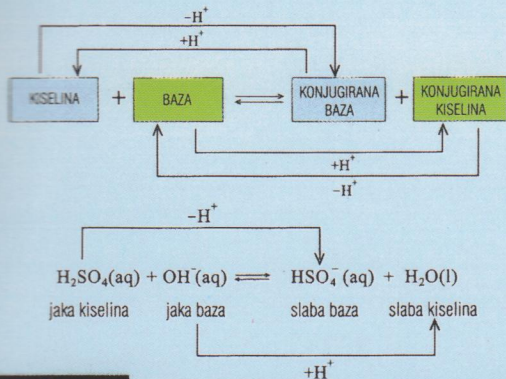 −H⁺
+H⁺
KISELINA + BAZA ⇌ KONJUGIRANA BAZA + KONJUGIRANA KISELINA
+H⁺
−H⁺
−H⁺
H₂SO₄(aq) + OH⁻(aq) ⇌ HSO₄⁻ (aq) + H₂O(l)
jaka kiselina jaka baza slaba baza slaba kiselina
+H⁺